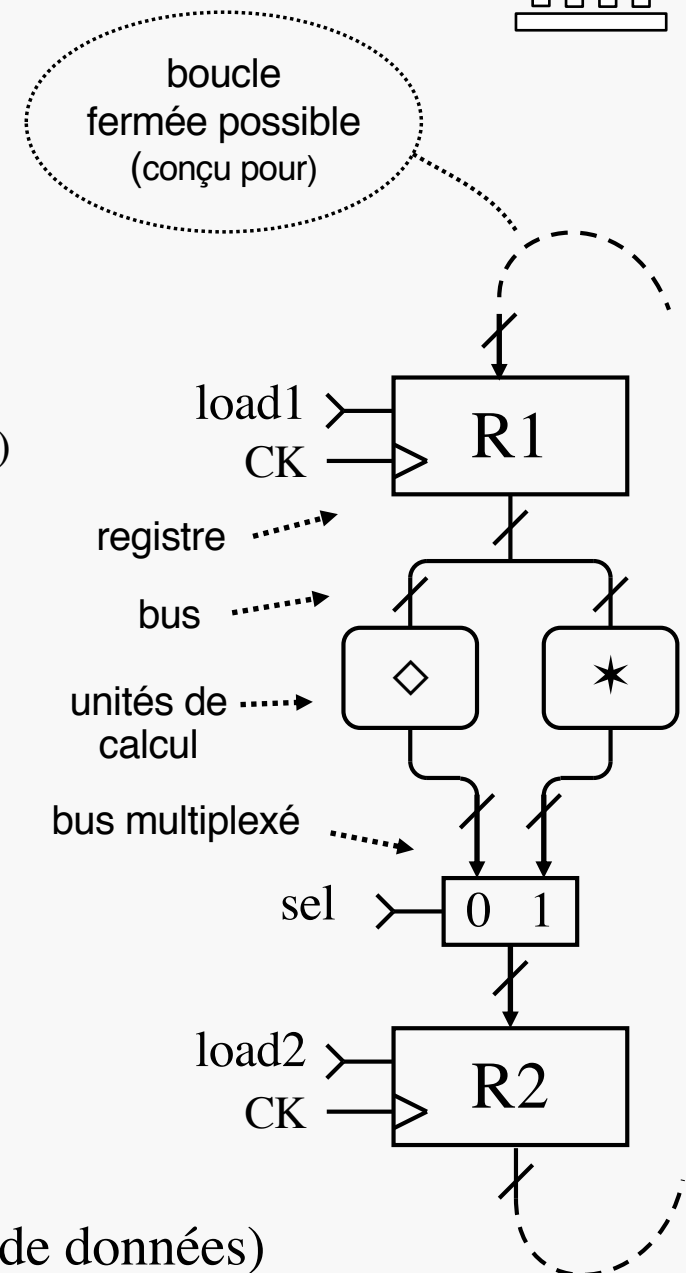 boucle
fermée possible
(conçu pour)
load1
)
CK
R1
registre
bus
unités de
calcul
bus multiplexé
sel
0 1
load2
CK
R2
de données)